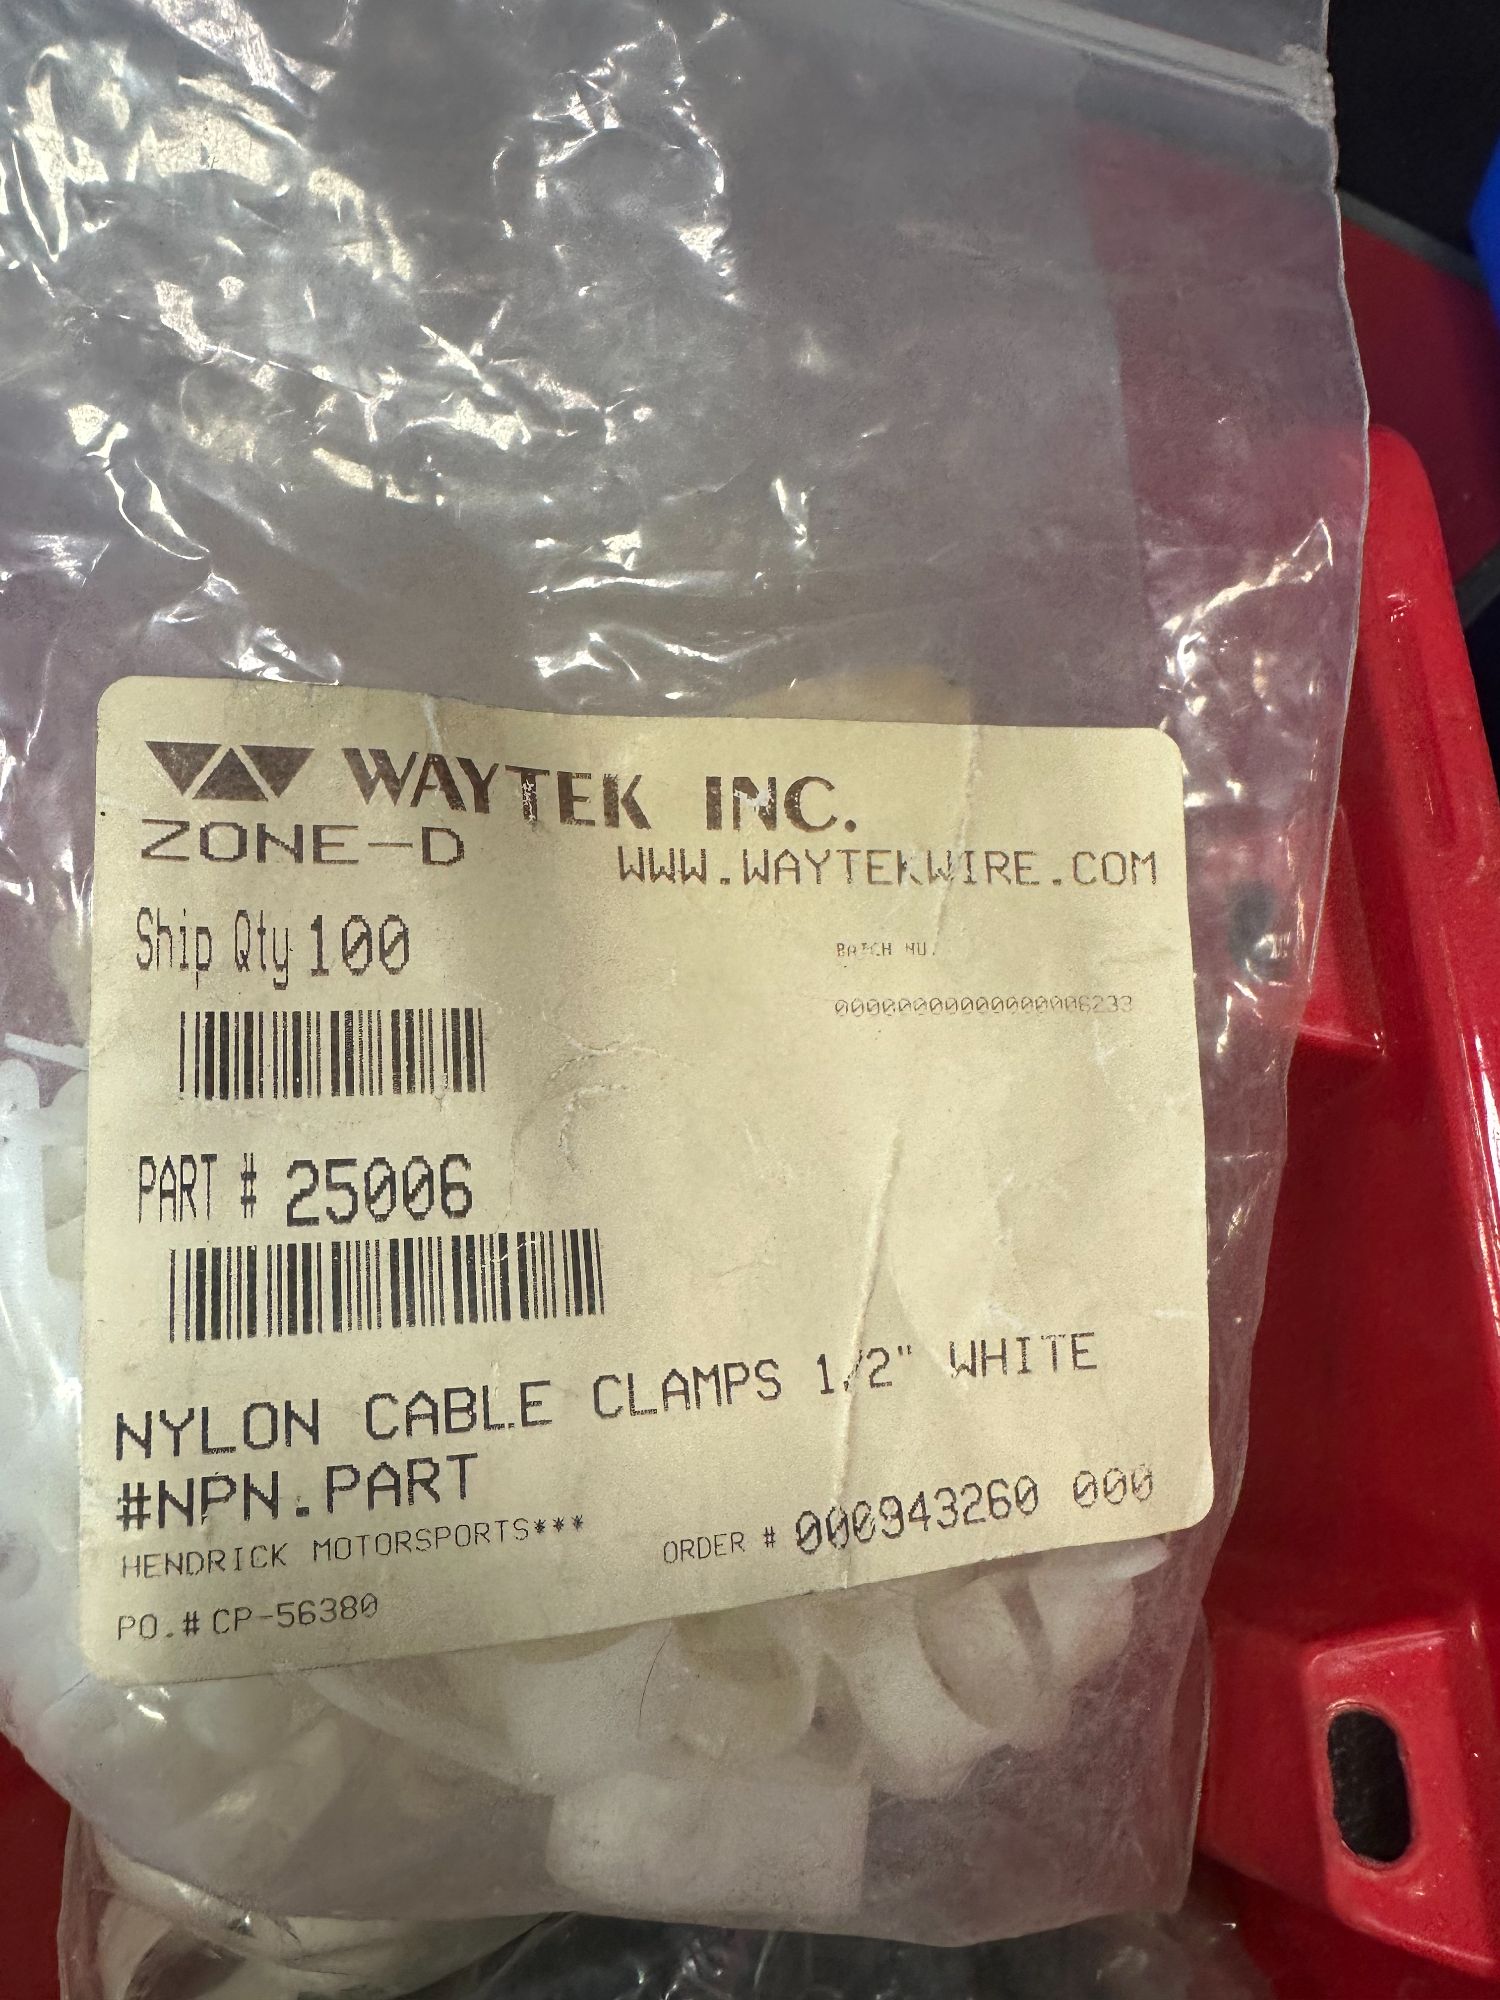 WAYTEK INC.
ZONE-D
WWW.WAYTEKWIRE.COM
Ship Qty 100
BATCH NO.
PART # 25006
NYLON CABLE CLAMPS 1/2" WHITE
#NPN.PART
HENDRICK MOTORSPORTS***
ORDER # 000943260 000
PO.# CP-56380